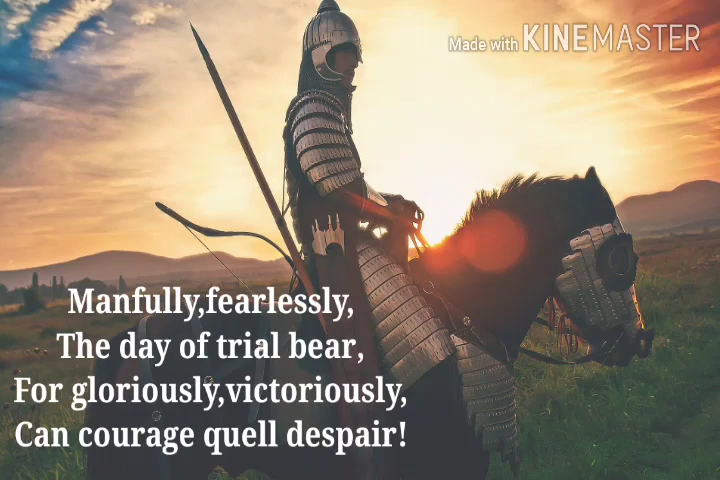 Made with KINEMASTER
Manfully,fearlessly,
The day of trial bear,
For gloriously,victoriously,
Can courage quell despair!